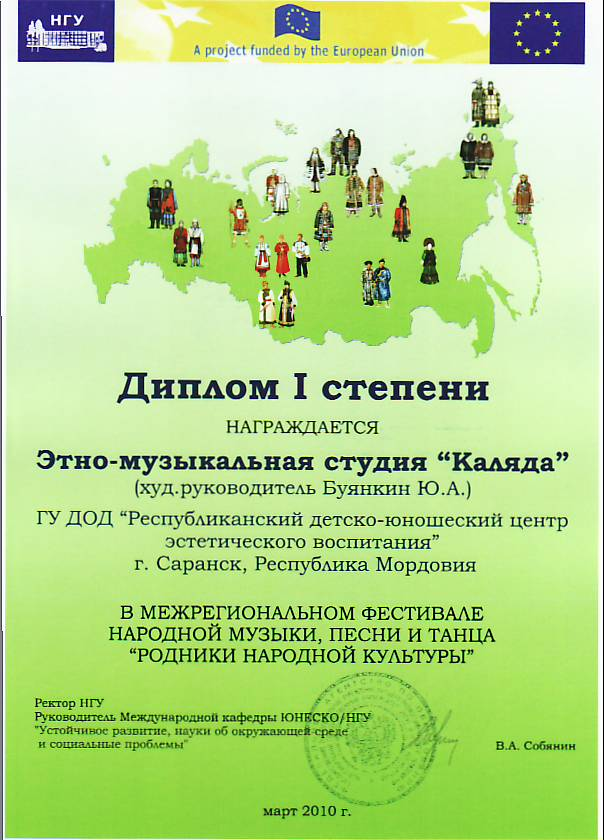 НГУ
A project funded by the European Union
Диплом I степени
НАГРАЖДАЕТСЯ
Этно-музыкальная студия “Каляда”
(худ.руководитель Буянкин Ю.А.)
ГУ ДОД “Республиканский детско-юношеский центр
эстетического воспитания”
г. Саранск, Республика Мордовия
В МЕЖРЕГИОНАЛЬНОМ ФЕСТИВАЛЕ
НАРОДНОЙ МУЗЫКИ, ПЕСНИ И ТАНЦА
“РОДНИКИ НАРОДНОЙ КУЛЬТУРЫ”
Ректор НГУ
Руководитель Международной кафедры ЮНЕСКО/НГУ
"Устойчивое развитие, науки об окружающей среде
и социальные проблемы"
В.А. Собянин
март 2010 г.